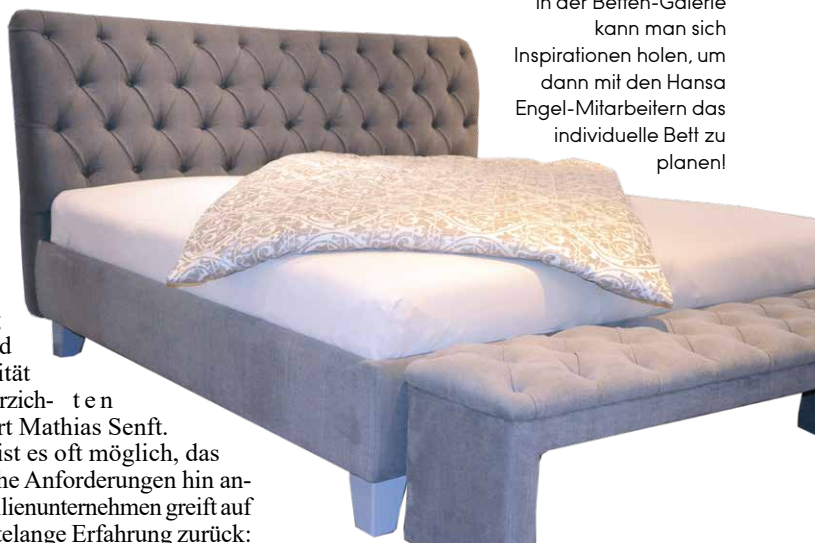 In der Betten-Galerie
kann man sich
Inspirationen holen, um
dann mit den Hansa
Engel-Mitarbeitern das
individuelle Bett zu
planen!
ität
rzich- ten
rt Mathias Senft.
ist es oft möglich, das
he Anforderungen hin an-
ilienunternehmen greift auf
telange Erfahrung zurück: